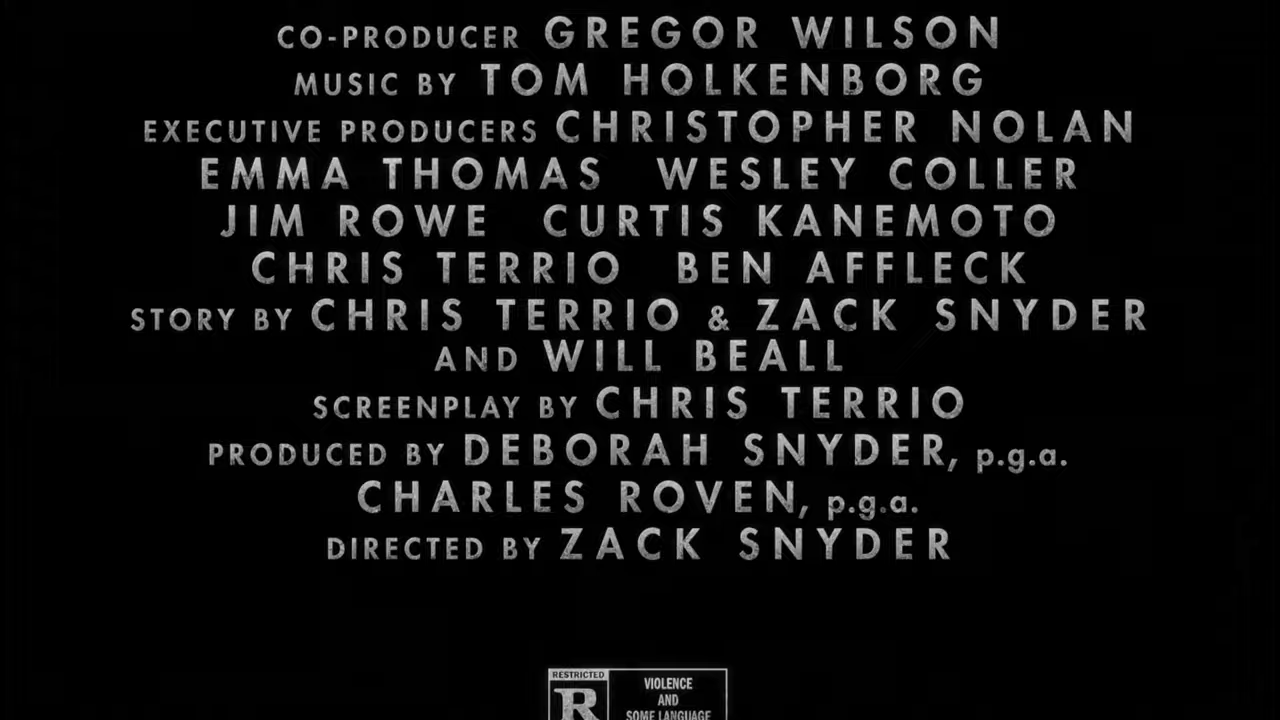 CO-PRODUCER GREGOR WILSON
MUSIC BY TOM HOLKENBORG
EXECUTIVE PRODUCERS CHRISTOPHER NOLAN
EMMA THOMAS WESLEY COLLER
JIM ROWE CURTIS KANEMOTO
CHRIS TERRIO BEN AFFLECK
STORY BY CHRIS TERRIO & ZACK SNYDER
AND WILL BEALL
SCREENPLAY BY CHRIS TERRIO
PRODUCED BY DEBORAH SNYDER, p.g.a.
CHARLES ROVEN, p.g.a.
DIRECTED BY ZACK SNYDER
RESTRICTED
R
VIOLENCE
AND
SOME LANGUAGE